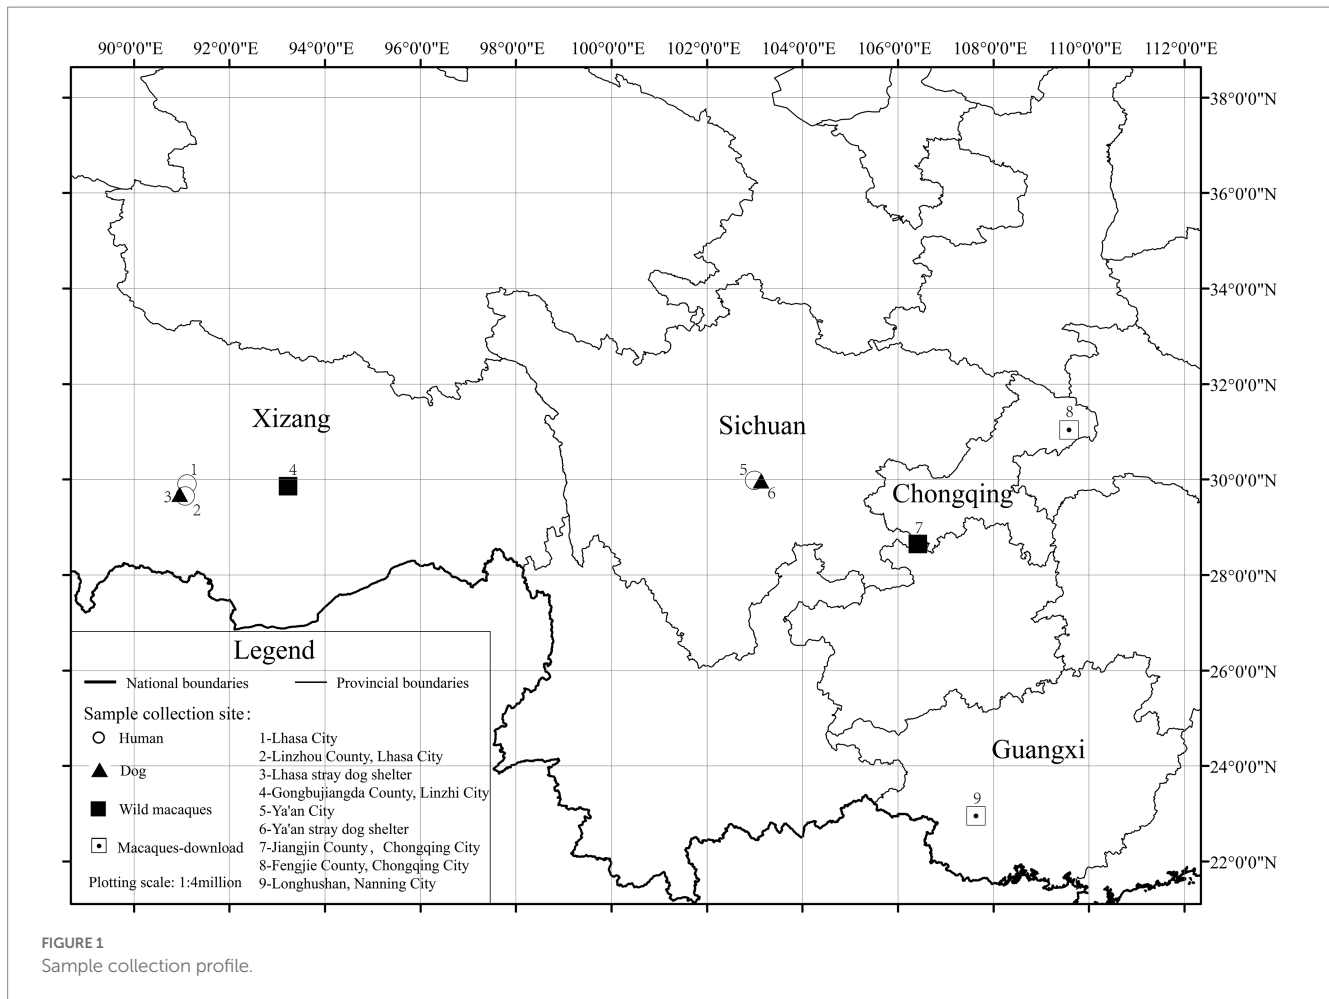 90°0'0"E 92°0'0"E 94°0'0"E 96°0'0"E 98°0'0"E 100°0'0"E 102°0'0"E 104°0'0"E 106°0'0"E 108°0'0"E 110°0'0"E 112°0'0"E
38°0'0"N
36°0'0"N
34°0'0"N
32°0'0"N
30°0'0"N
28°0'0"N
26°0'0"N
24°0'0"N
22°0'0"N
Xizang
Sichuan
Chongqing
Guangxi
1
2
3
4
5
6
7
8
9
Legend
National boundaries
Provincial boundaries
Sample collection site:
Human
Dog
Wild macaques
Macaques-download
Plotting scale: 1:4million
1-Lhasa City
2-Linzhou County, Lhasa City
3-Lhasa stray dog shelter
4-Gongbujiangda County, Linzhi City
5-Ya'an City
6-Ya'an stray dog shelter
7-Jiangjin County, Chongqing City
8-Fengjie County, Chongqing City
9-Longhushan, Nanning City
FIGURE 1
Sample collection profile.